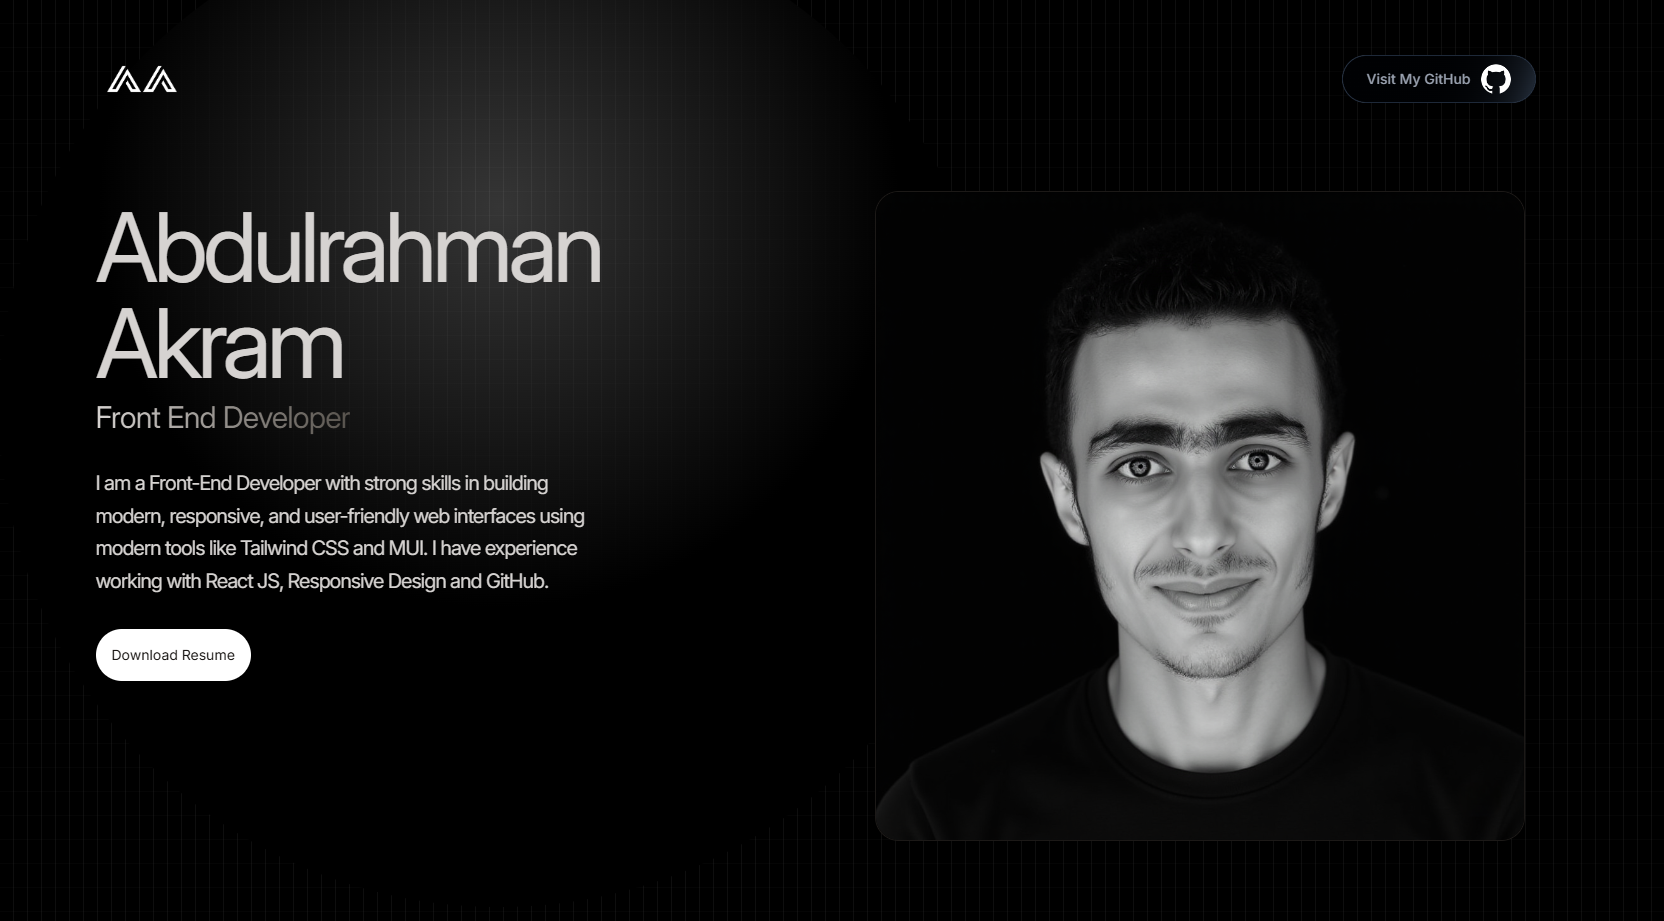 Visit My GitHub
Abdulrahman
Akram
Front End Developer
I am a Front-End Developer with strong skills in building
modern, responsive, and user-friendly web interfaces using
modern tools like Tailwind CSS and MUI. I have experience
working with React JS, Responsive Design and GitHub.
Download Resume